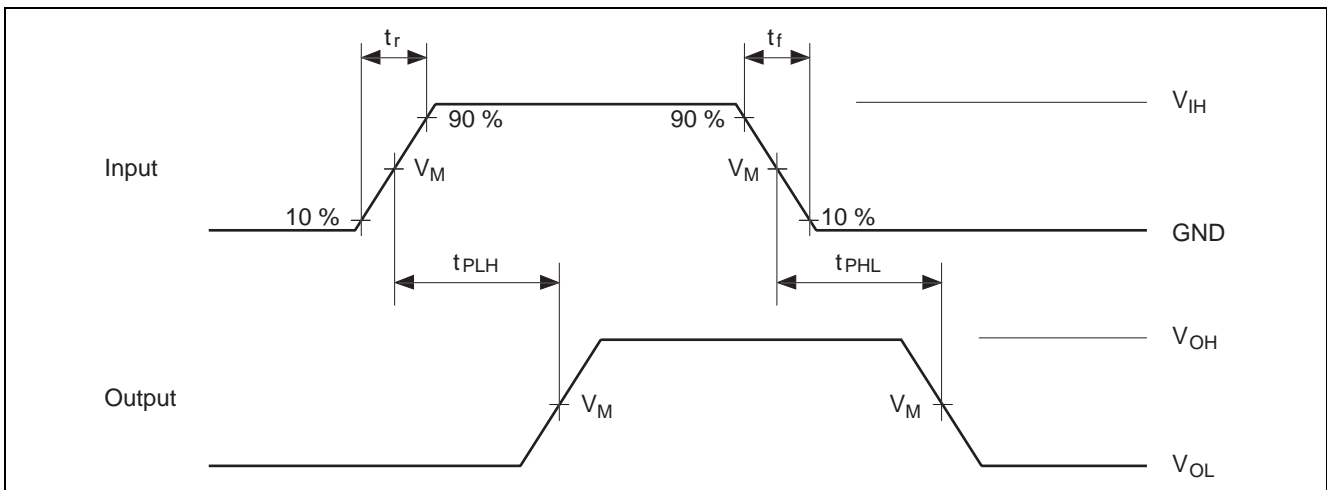 tr
tf
VIH
90 %
90 %
Input
VM
VM
10 %
10 %
GND
tPLH
tPHL
VOH
Output
VM
VM
VOL